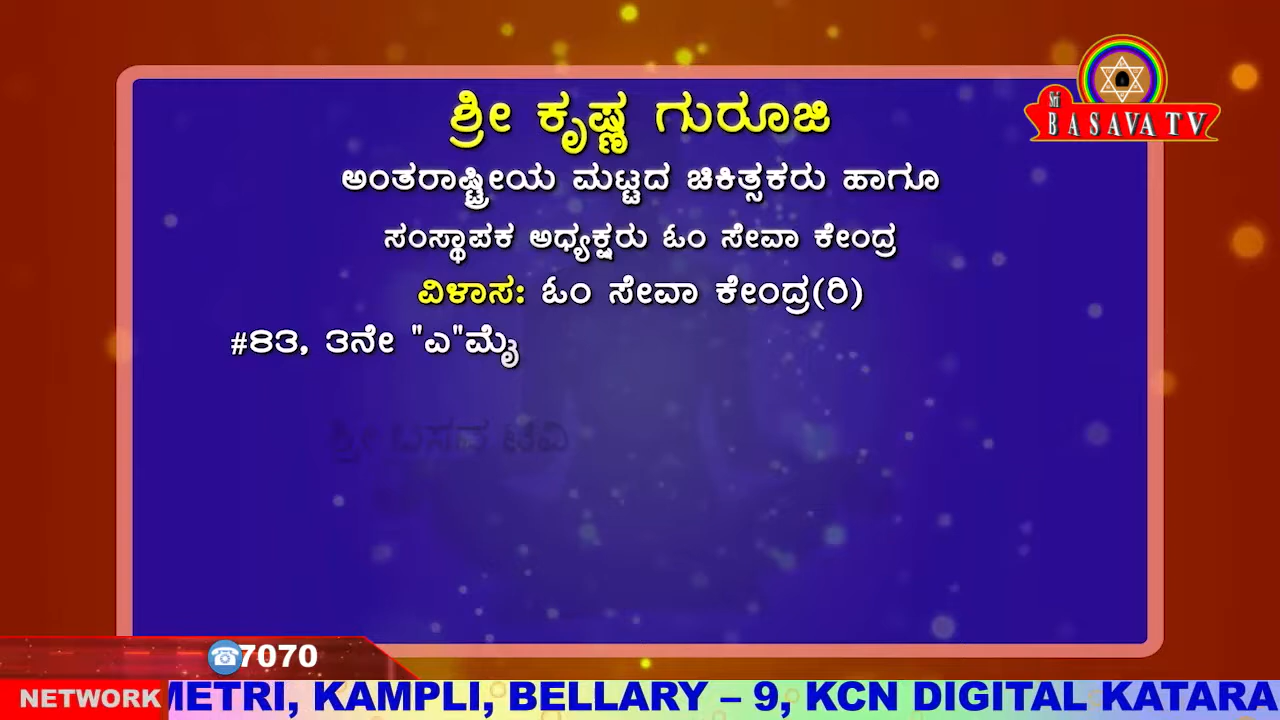 Sri
BASAVA TV
ಶ್ರೀ ಕೃಷ್ಣ ಗುರೂಜಿ
ಅಂತರಾಷ್ಟ್ರೀಯ ಮಟ್ಟದ ಚಿಕಿತ್ಸಕರು ಹಾಗೂ
ಸಂಸ್ಥಾಪಕ ಅಧ್ಯಕ್ಷರು ಓಂ ಸೇವಾ ಕೇಂದ್ರ
ವಿಳಾಸ: ಓಂ ಸೇವಾ ಕೇಂದ್ರ(ರಿ)
#83, 3ನೇ "ಎ"ಮೈ
ಶ್ರೀ ಬಸವ ಟಿವಿ
7070
NETWORK METRI, KAMPLI, BELLARY – 9, KCN DIGITAL KATARA